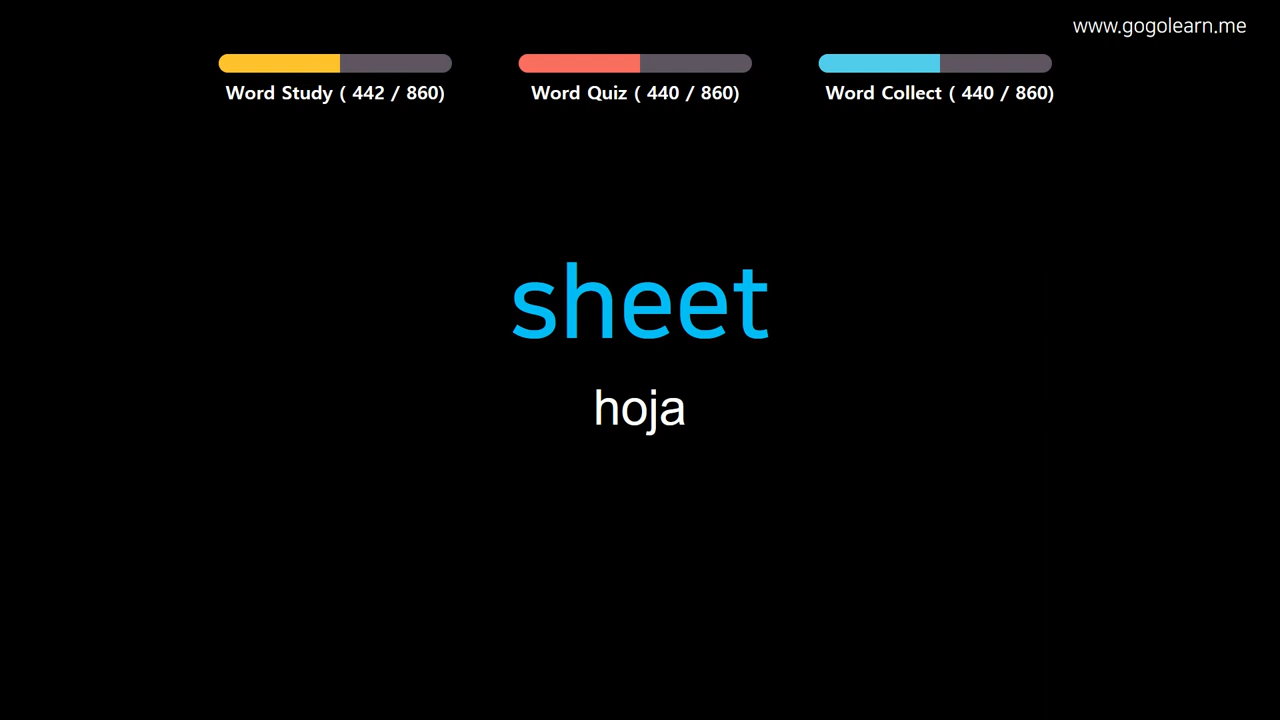 www.gogolearn.me
Word Study ( 442 / 860)
Word Quiz ( 440 / 860)
Word Collect ( 440 / 860)
sheet
hoja